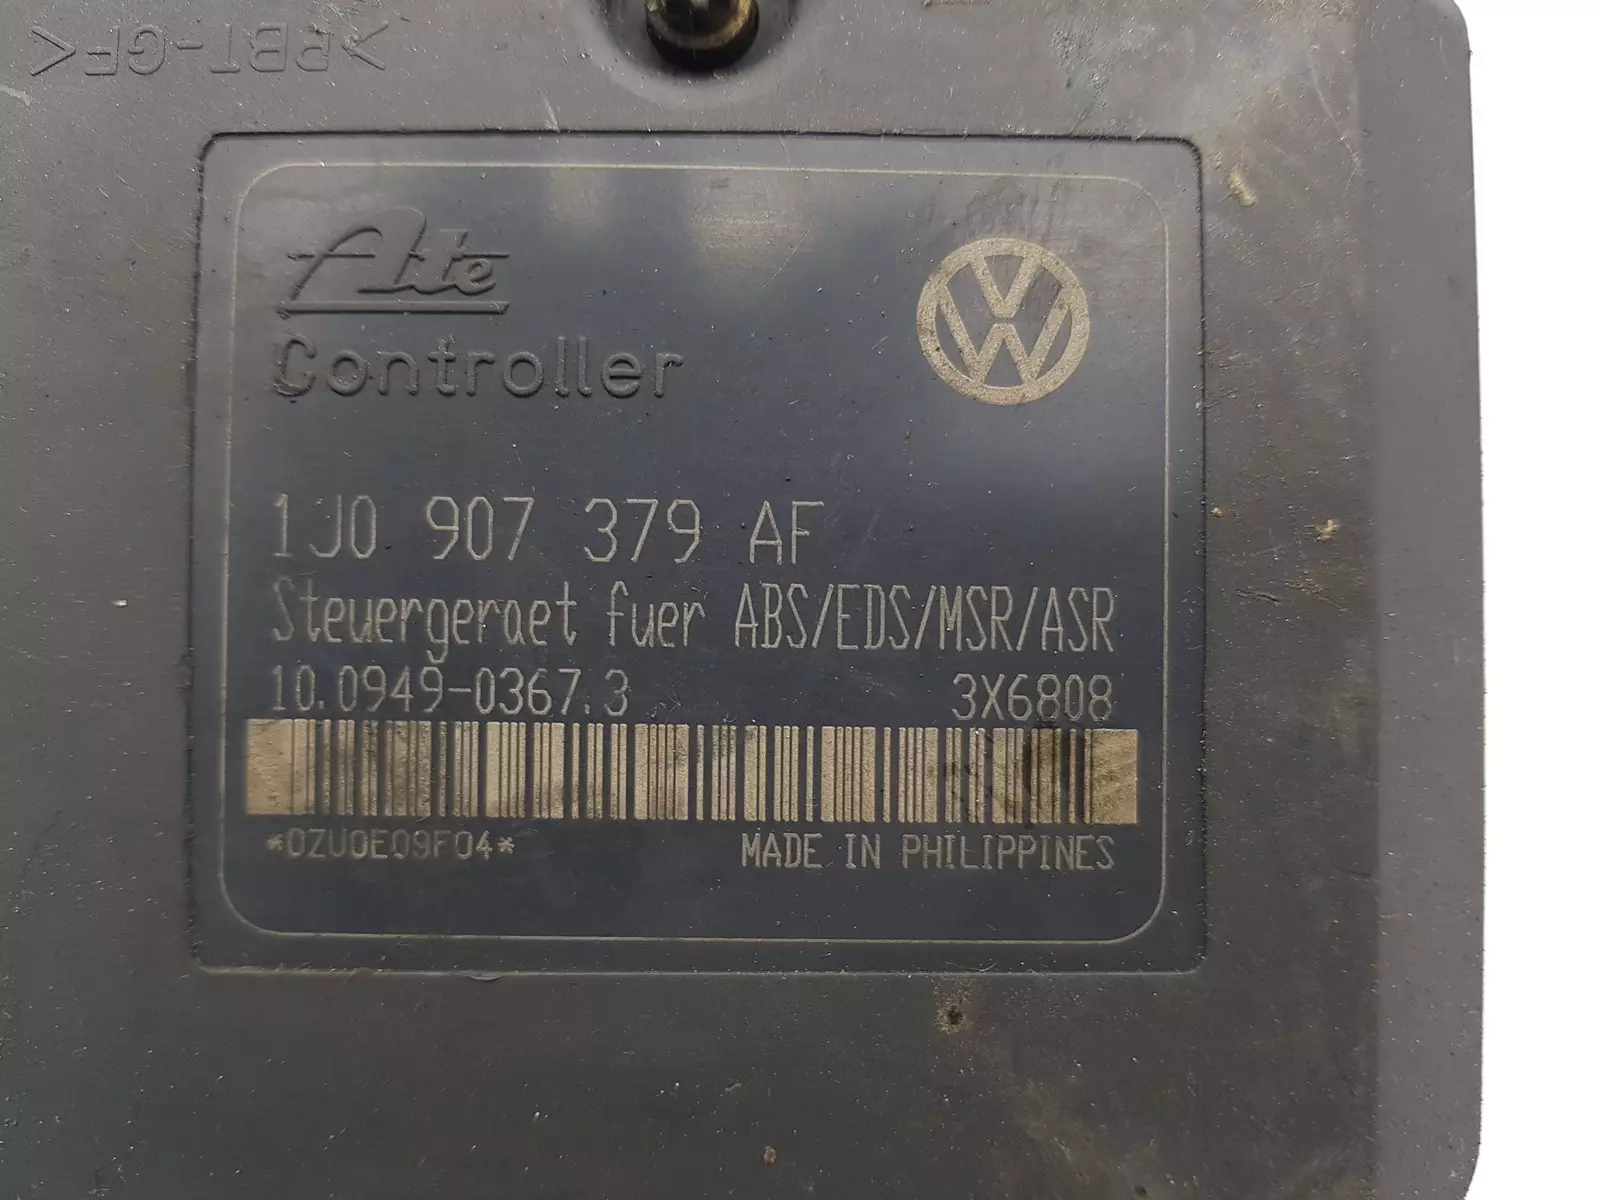 >PBT-GF<
Ate
Controller
1J0 907 379 AF
Steuergeraet fuer ABS/EDS/MSR/ASR
10.0949-0367.3 3X6808
*0ZU0E09F04* MADE IN PHILIPPINES